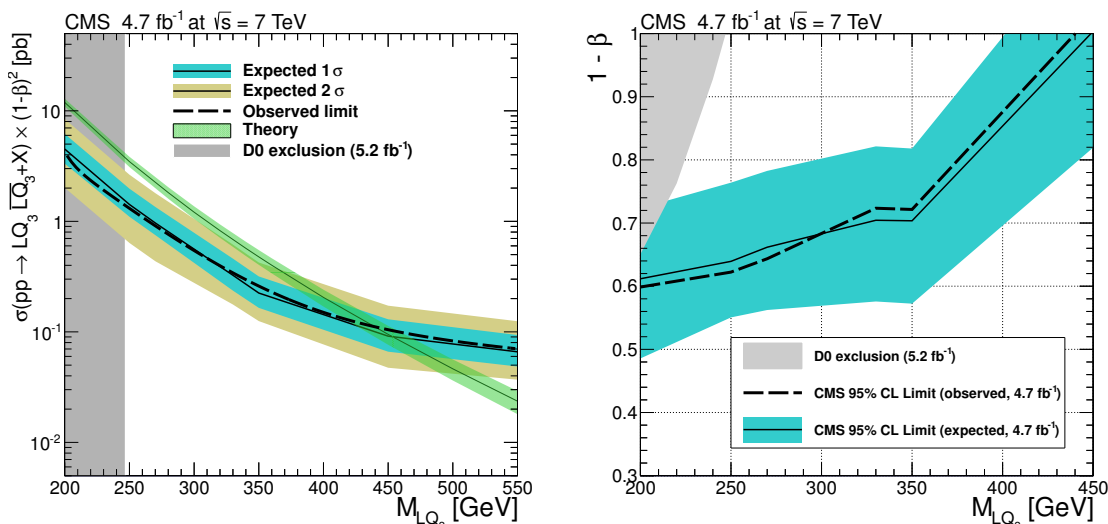 CMS 4.7 fb⁻¹ at √s = 7 TeV
σ(pp → LQ₃ L̅Q̅₃+X) × (1-β)² [pb]
10
1
10⁻¹
10⁻²
Expected 1 σ
Expected 2 σ
Observed limit
Theory
D0 exclusion (5.2 fb⁻¹)
200 250 300 350 400 450 500 550
M_LQ [GeV]
CMS 4.7 fb⁻¹ at √s = 7 TeV
1 - β
1
0.9
0.8
0.7
0.6
0.5
0.4
0.3
D0 exclusion (5.2 fb⁻¹)
CMS 95% CL Limit (observed, 4.7 fb⁻¹)
CMS 95% CL Limit (expected, 4.7 fb⁻¹)
200 250 300 350 400 450
M_LQ [GeV]